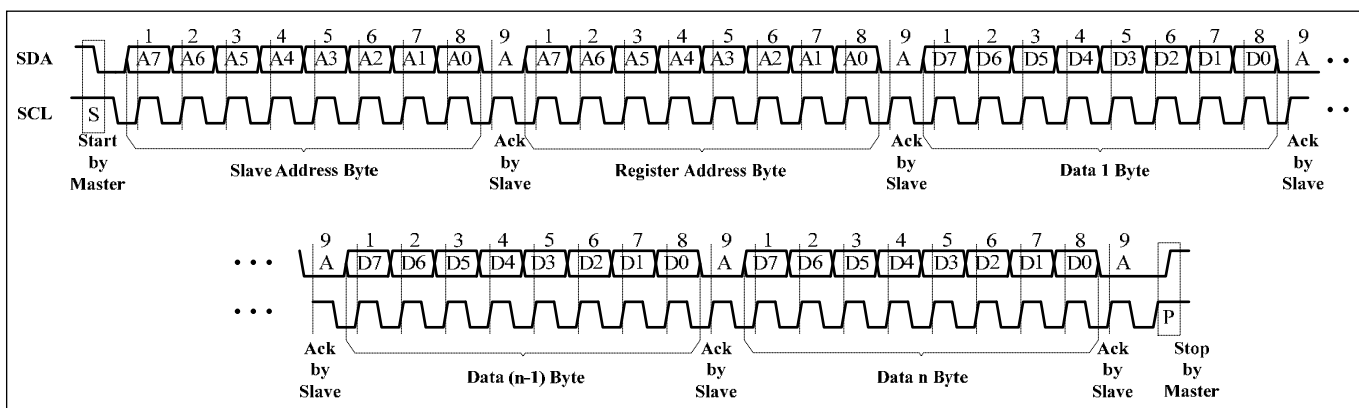 1 2 3 4 5 6 7 8 9 1 2 3 4 5 6 7 8 9 1 2 3 4 5 6 7 8 9
SDA A7 A6 A5 A4 A3 A2 A1 A0 A A7 A6 A5 A4 A3 A2 A1 A0 A D7 D6 D5 D4 D3 D2 D1 D0 A
SCL S
Start by Master
Slave Address Byte
Ack by Slave
Register Address Byte
Ack by Slave
Data 1 Byte
Ack by Slave
9 1 2 3 4 5 6 7 8 9 1 2 3 4 5 6 7 8 9
A D7 D6 D5 D4 D3 D2 D1 D0 A D7 D6 D5 D4 D3 D2 D1 D0 A
P
Ack by Slave
Data (n-1) Byte
Ack by Slave
Data n Byte
Ack by Slave
Stop by Master